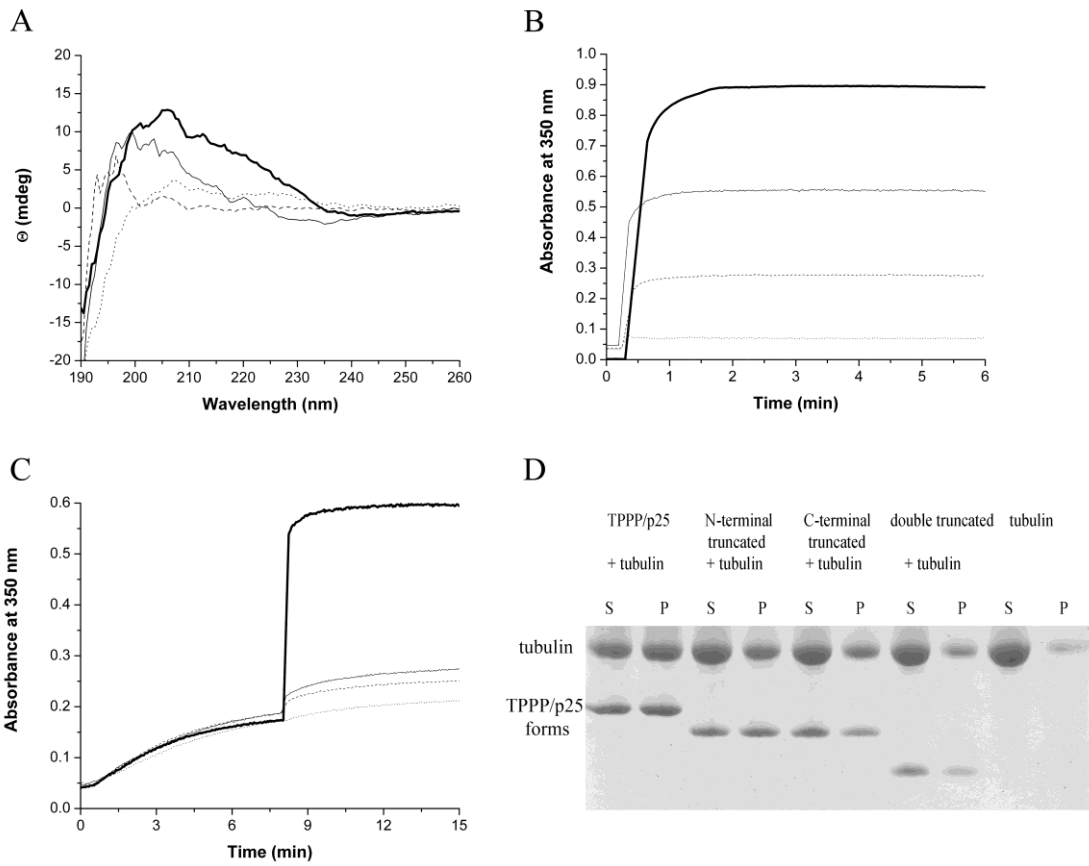 A
20
15
10
5
0
-5
-10
-15
-20
Θ (mdeg)
190 200 210 220 230 240 250 260
Wavelength (nm)
B
1.0
0.9
0.8
0.7
0.6
0.5
0.4
0.3
0.2
0.1
0.0
Absorbance at 350 nm
0 1 2 3 4 5 6
Time (min)
C
0.6
0.5
0.4
0.3
0.2
0.1
0.0
Absorbance at 350 nm
0 3 6 9 12 15
Time (min)
D
TPPP/p25 N-terminal C-terminal double truncated tubulin
truncated truncated
+ tubulin + tubulin + tubulin + tubulin
S P S P S P S P S P
tubulin
TPPP/p25
forms